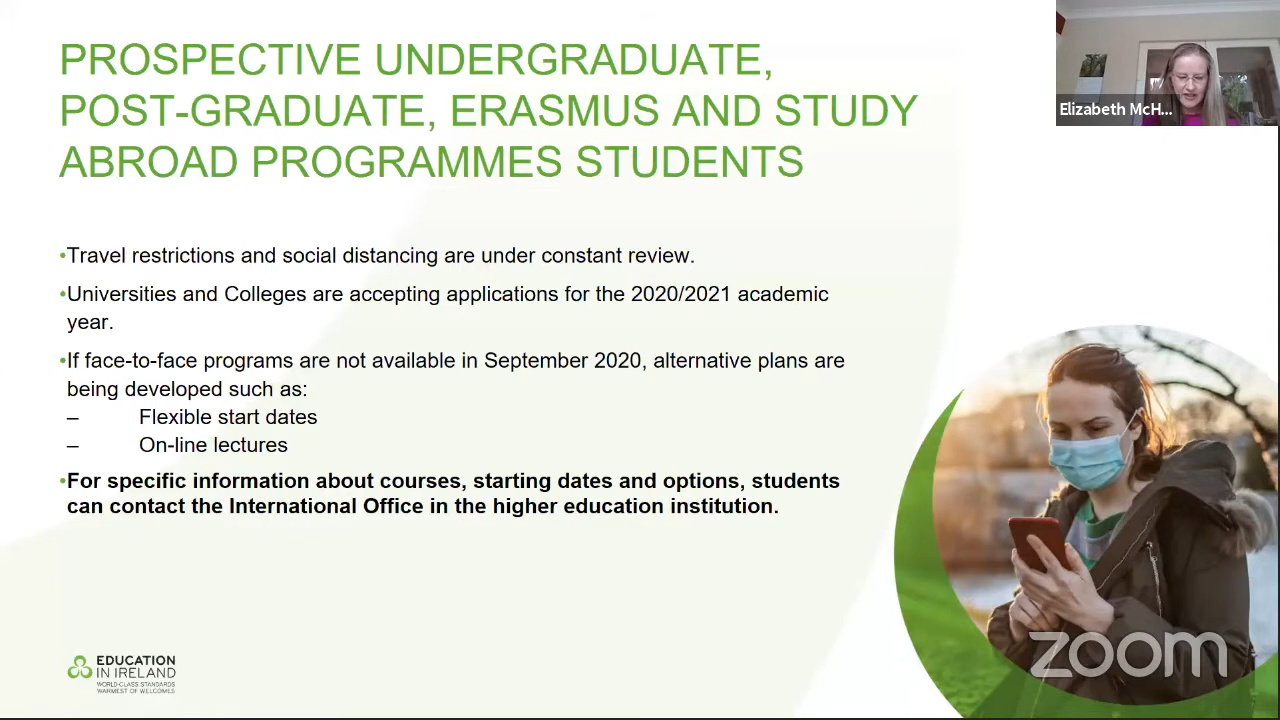 PROSPECTIVE UNDERGRADUATE,
POST-GRADUATE, ERASMUS AND STUDY
ABROAD PROGRAMMES STUDENTS
Elizabeth McH...
•Travel restrictions and social distancing are under constant review.
•Universities and Colleges are accepting applications for the 2020/2021 academic
year.
•If face-to-face programs are not available in September 2020, alternative plans are
being developed such as:
– Flexible start dates
– On-line lectures
•For specific information about courses, starting dates and options, students
can contact the International Office in the higher education institution.
EDUCATION
IN IRELAND
WORLD-CLASS STANDARDS
WARMEST OF WELCOMES
zoom